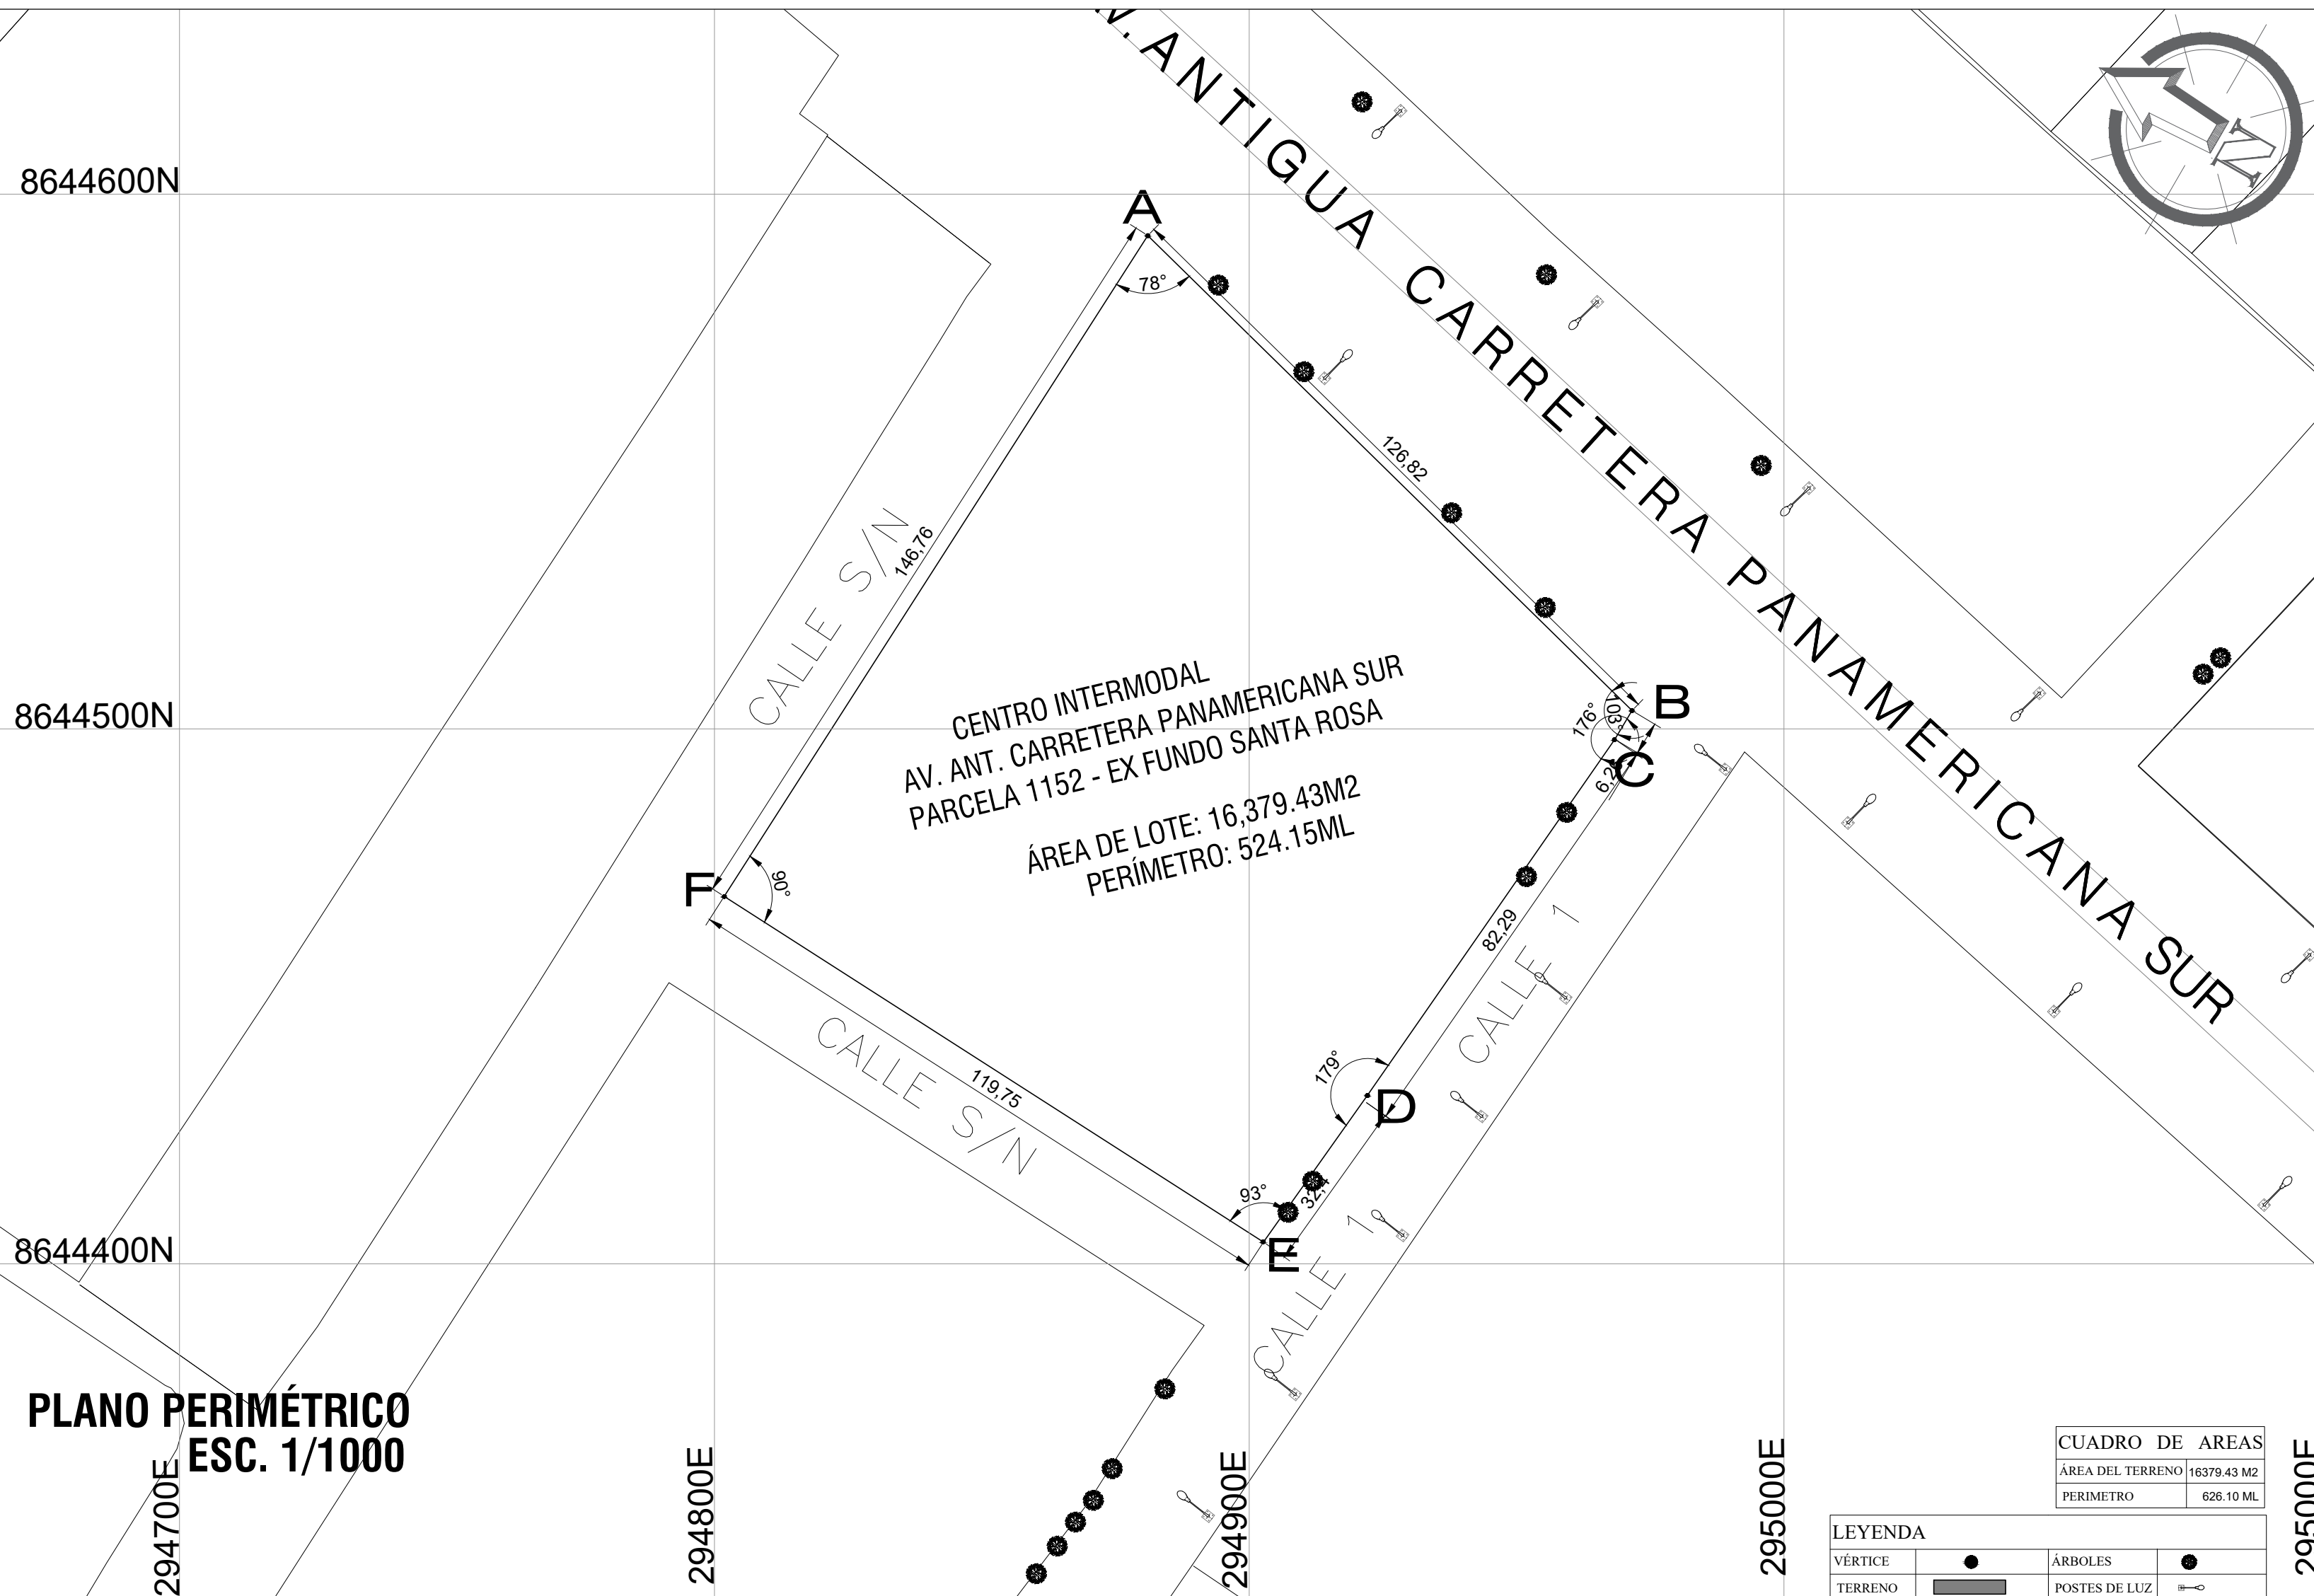 V. ANTIGUA CARRETERA PANAMERICANA SUR
N
8644600N
A
78°
126,82
CALLE S/N
146,76
8644500N
CENTRO INTERMODAL
AV. ANT. CARRETERA PANAMERICANA SUR
PARCELA 1152 - EX FUNDO SANTA ROSA
ÁREA DE LOTE: 16,379.43M2
PERÍMETRO: 524.15ML
B
103°
176°
C
6,2
F
90°
82,29
CALLE 1
CALLE S/N
119,75
179°
D
93°
32,
E
CALLE 1
8644400N
PLANO PERIMÉTRICO
ESC. 1/1000
294700E
294800E
294900E
295000E
295000E
CUADRO DE AREAS
ÁREA DEL TERRENO 16379.43 M2
PERIMETRO 626.10 ML
LEYENDA
VÉRTICE ÁRBOLES
TERRENO POSTES DE LUZ